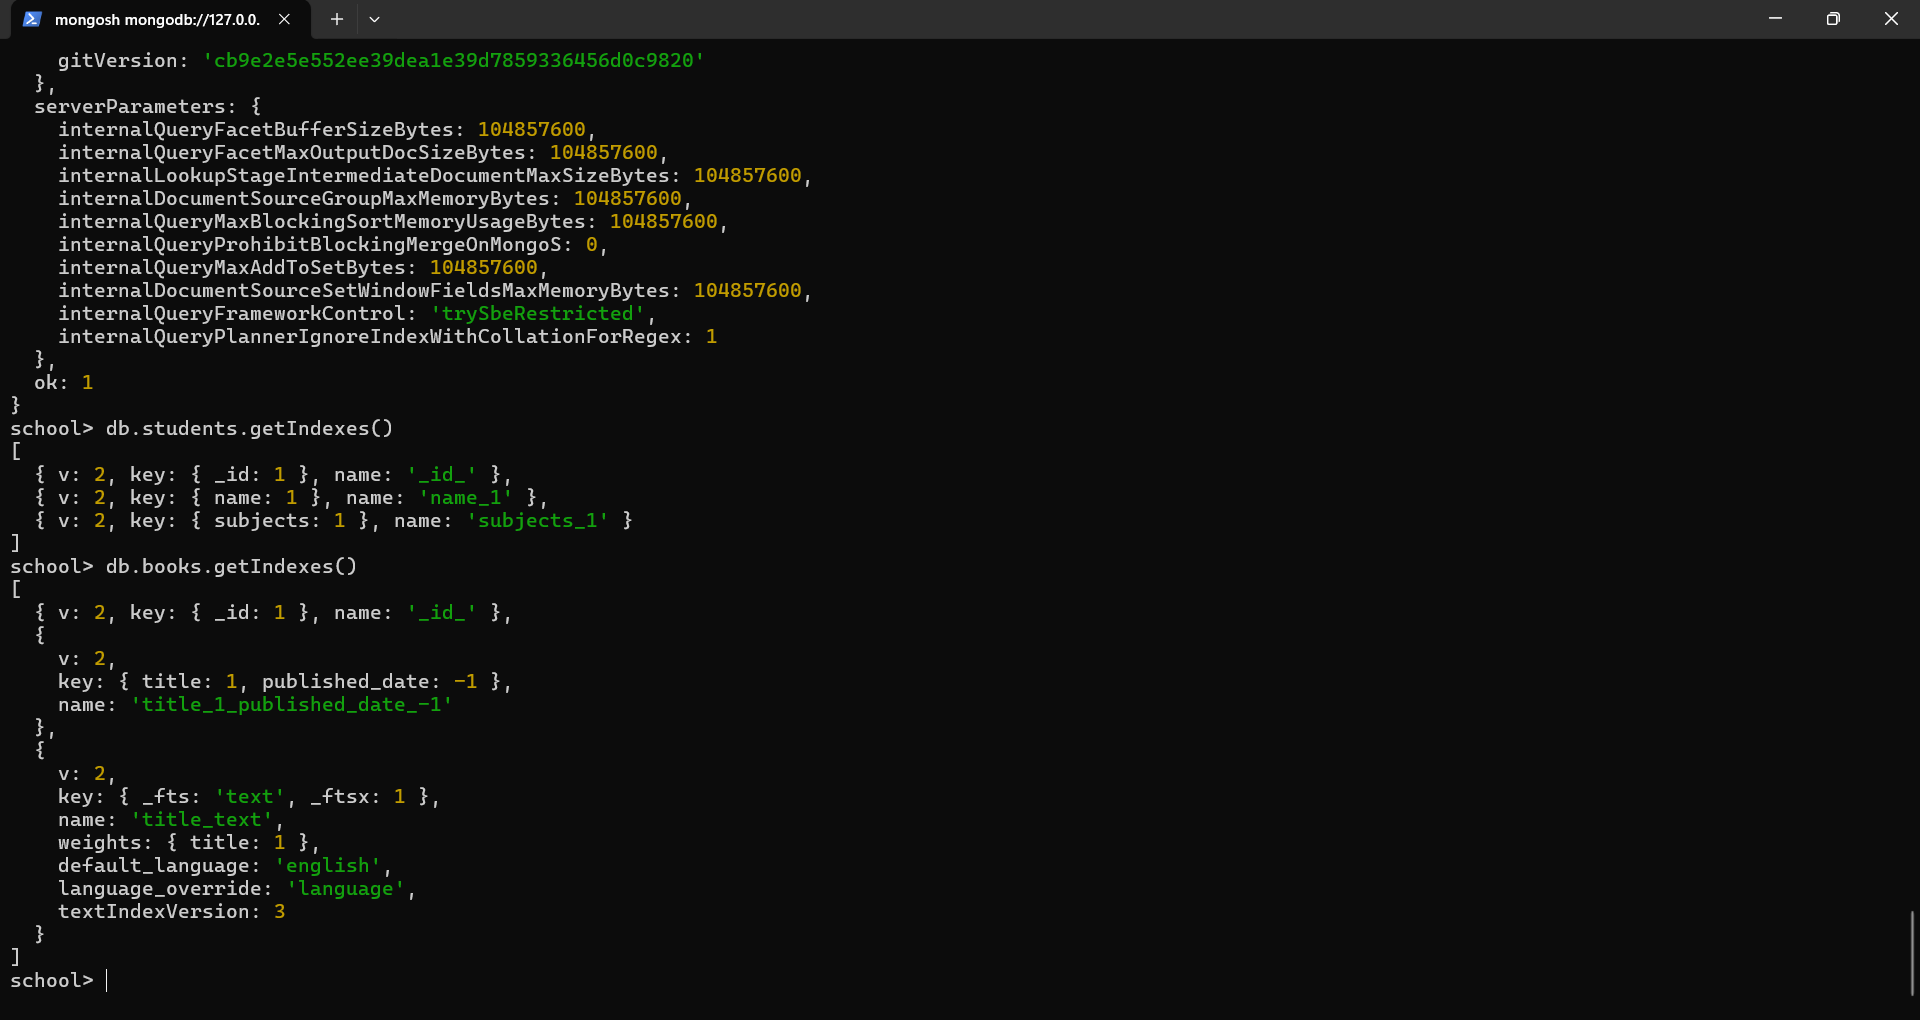 mongosh mongodb://127.0.0.
    gitVersion: 'cb9e2e5e552ee39dea1e39d7859336456d0c9820'
  },
  serverParameters: {
    internalQueryFacetBufferSizeBytes: 104857600,
    internalQueryFacetMaxOutputDocSizeBytes: 104857600,
    internalLookupStageIntermediateDocumentMaxSizeBytes: 104857600,
    internalDocumentSourceGroupMaxMemoryBytes: 104857600,
    internalQueryMaxBlockingSortMemoryUsageBytes: 104857600,
    internalQueryProhibitBlockingMergeOnMongoS: 0,
    internalQueryMaxAddToSetBytes: 104857600,
    internalDocumentSourceSetWindowFieldsMaxMemoryBytes: 104857600,
    internalQueryFrameworkControl: 'trySbeRestricted',
    internalQueryPlannerIgnoreIndexWithCollationForRegex: 1
  },
  ok: 1
}
school> db.students.getIndexes()
[
  { v: 2, key: { _id: 1 }, name: '_id_' },
  { v: 2, key: { name: 1 }, name: 'name_1' },
  { v: 2, key: { subjects: 1 }, name: 'subjects_1' }
]
school> db.books.getIndexes()
[
  { v: 2, key: { _id: 1 }, name: '_id_' },
  {
    v: 2,
    key: { title: 1, published_date: -1 },
    name: 'title_1_published_date_-1'
  },
  {
    v: 2,
    key: { _fts: 'text', _ftsx: 1 },
    name: 'title_text',
    weights: { title: 1 },
    default_language: 'english',
    language_override: 'language',
    textIndexVersion: 3
  }
]
school>